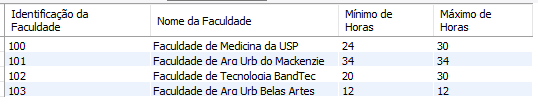 Identificação da Faculdade Nome da Faculdade Mínimo de Horas Máximo de Horas
100 Faculdade de Medicina da USP 24 30
101 Faculdade de Arq Urb do Mackenzie 34 34
102 Faculdade de Tecnologia BandTec 20 30
103 Faculdade de Arq Urb Belas Artes 12 12